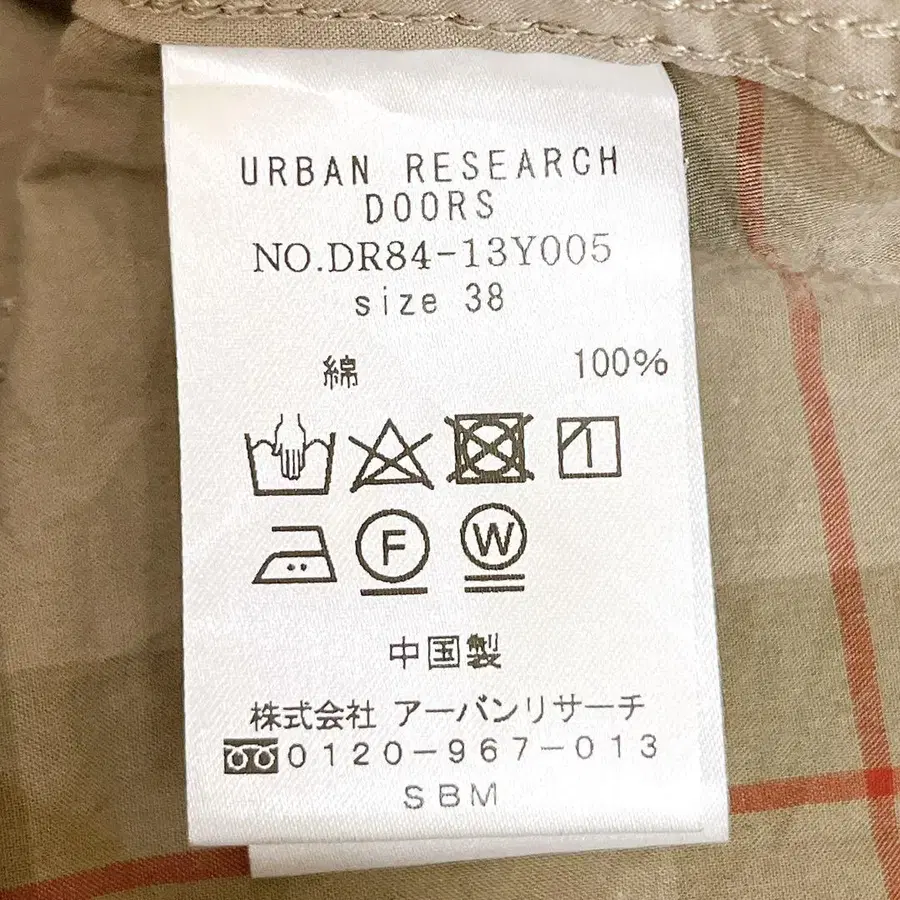 URBAN RESEARCH
DOORS
NO.DR84-13Y005
size 38
綿 100%
1
F W
中国製
株式会社 アーバンリサーチ
0120-967-013
SBM